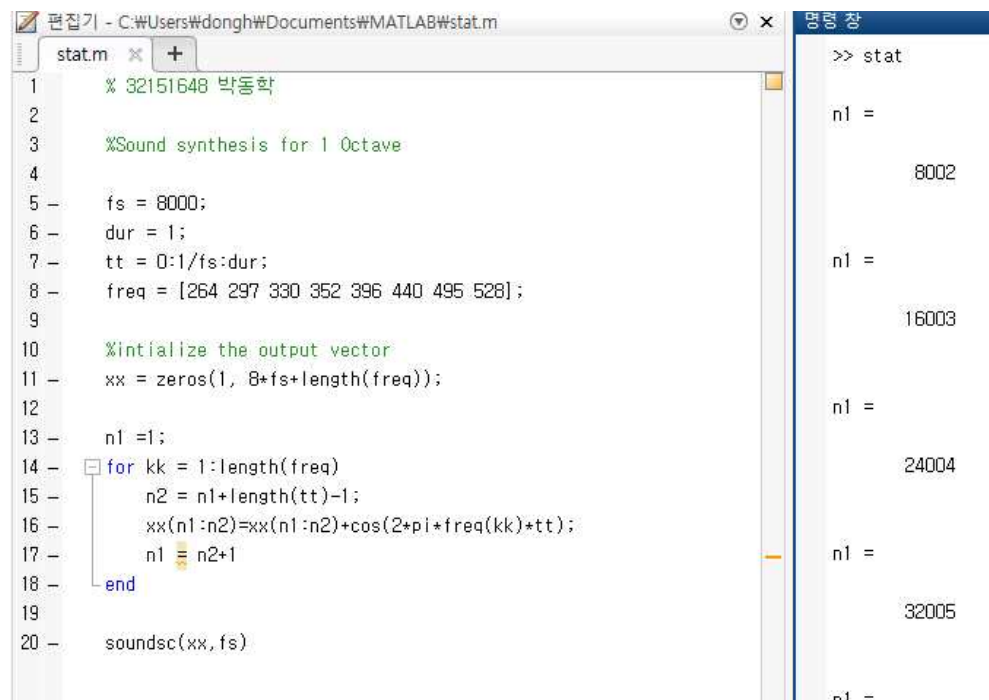 편집기 - C:₩Users₩dongh₩Documents₩MATLAB₩stat.m
stat.m
1 % 32151648 박동학
2
3 %Sound synthesis for 1 Octave
4
5 – fs = 8000;
6 – dur = 1;
7 – tt = 0:1/fs:dur;
8 – freq = [264 297 330 352 396 440 495 528];
9
10 %intialize the output vector
11 – xx = zeros(1, 8*fs+length(freq));
12
13 – n1 =1;
14 – for kk = 1:length(freq)
15 – n2 = n1+length(tt)-1;
16 – xx(n1:n2)=xx(n1:n2)+cos(2*pi*freq(kk)*tt);
17 – n1 = n2+1
18 – end
19
20 – soundsc(xx,fs)
명령 창
>> stat
n1 =
8002
n1 =
16003
n1 =
24004
n1 =
32005
n1 =